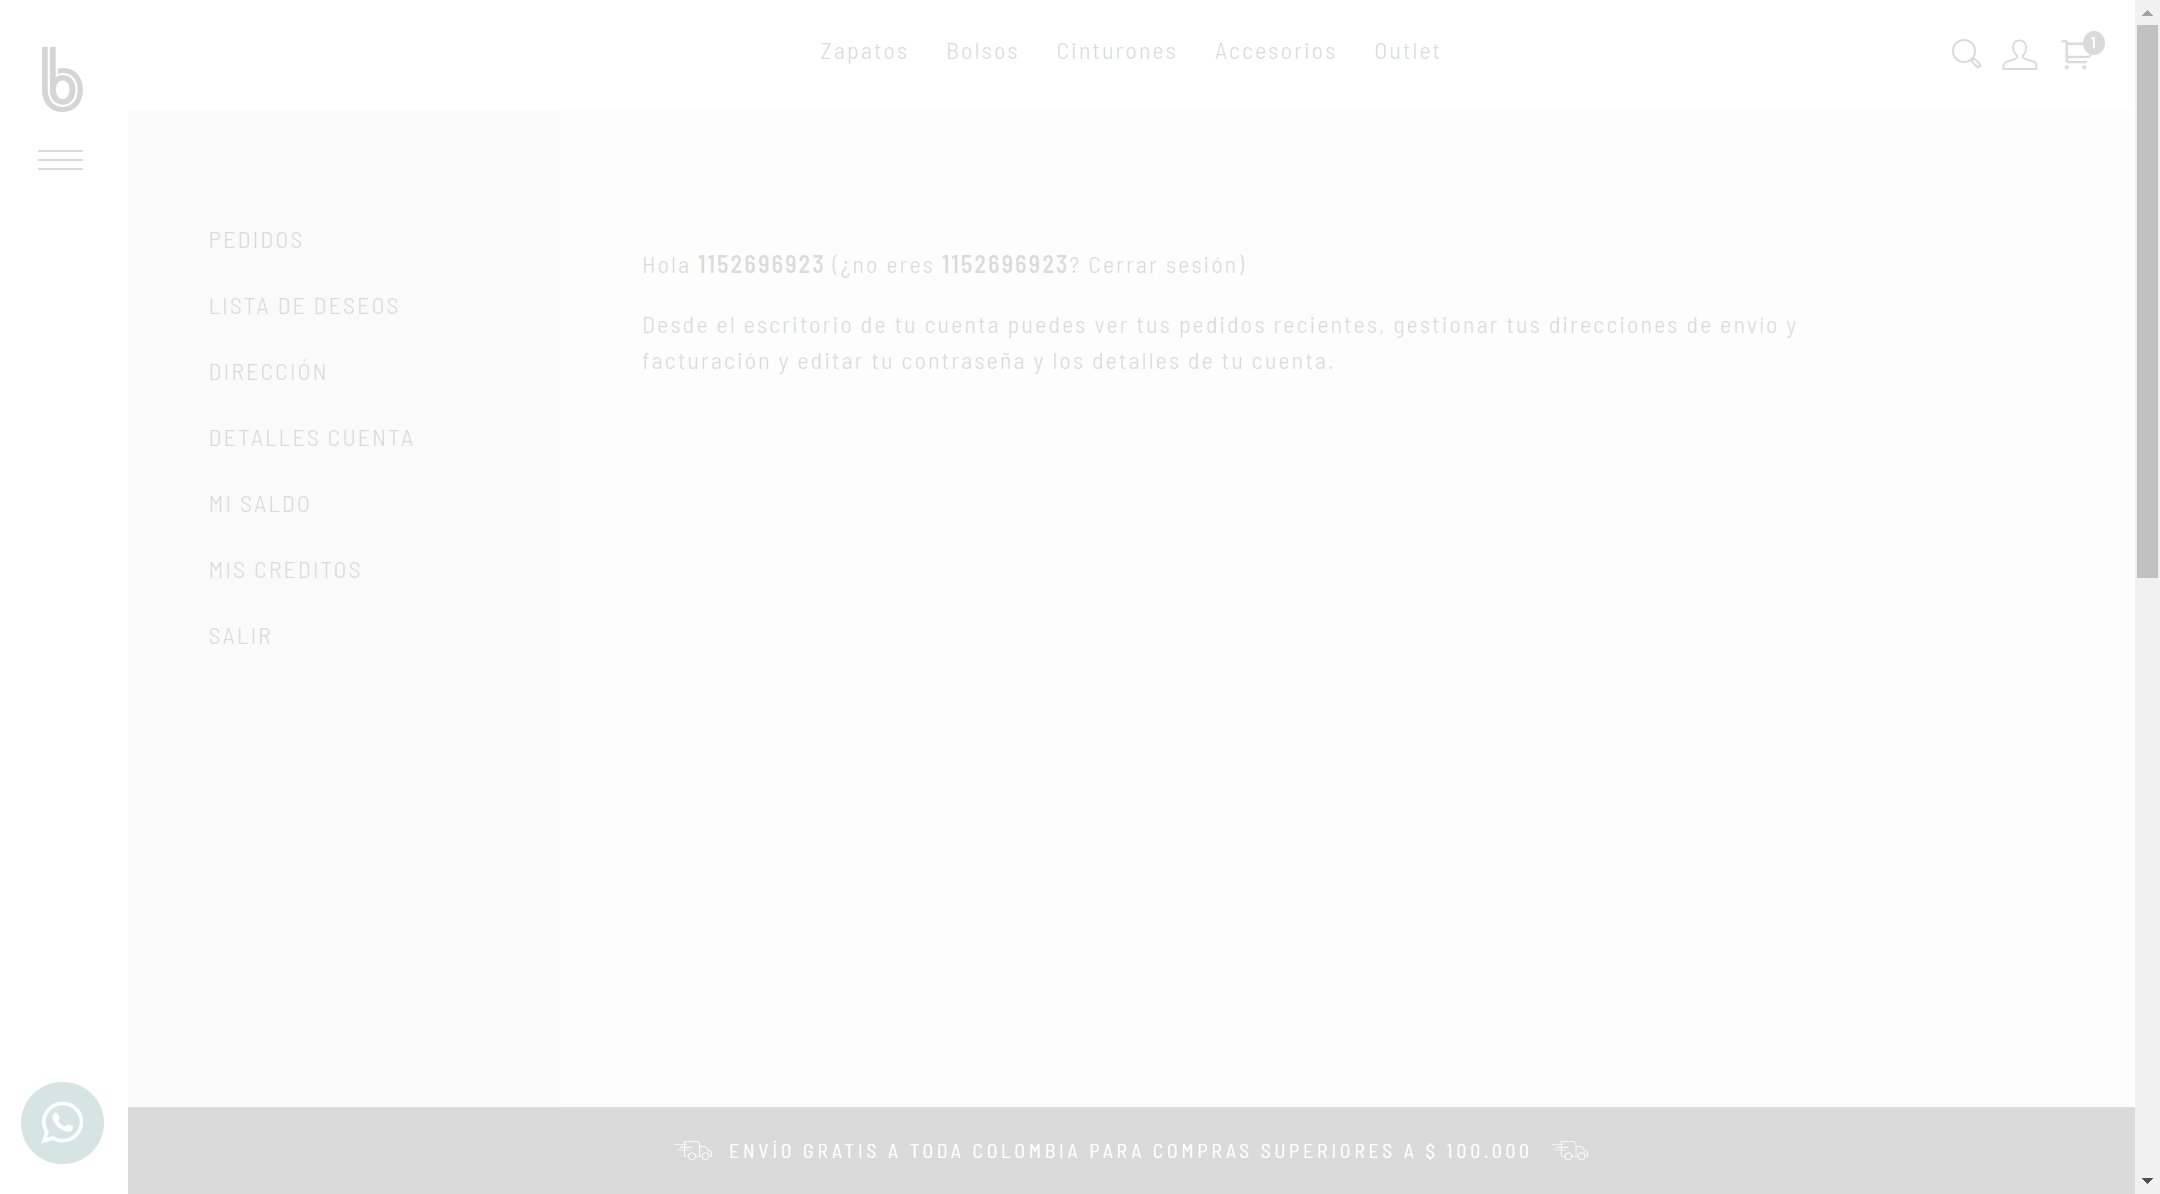 b
Zapatos Bolsos Cinturones Accesorios Outlet
1
PEDIDOS
LISTA DE DESEOS
DIRECCIÓN
DETALLES CUENTA
MI SALDO
MIS CREDITOS
SALIR
Hola 1152696923 (¿no eres 1152696923? Cerrar sesión)
Desde el escritorio de tu cuenta puedes ver tus pedidos recientes, gestionar tus direcciones de envío y
facturación y editar tu contraseña y los detalles de tu cuenta.
ENVÍO GRATIS A TODA COLOMBIA PARA COMPRAS SUPERIORES A $ 100.000